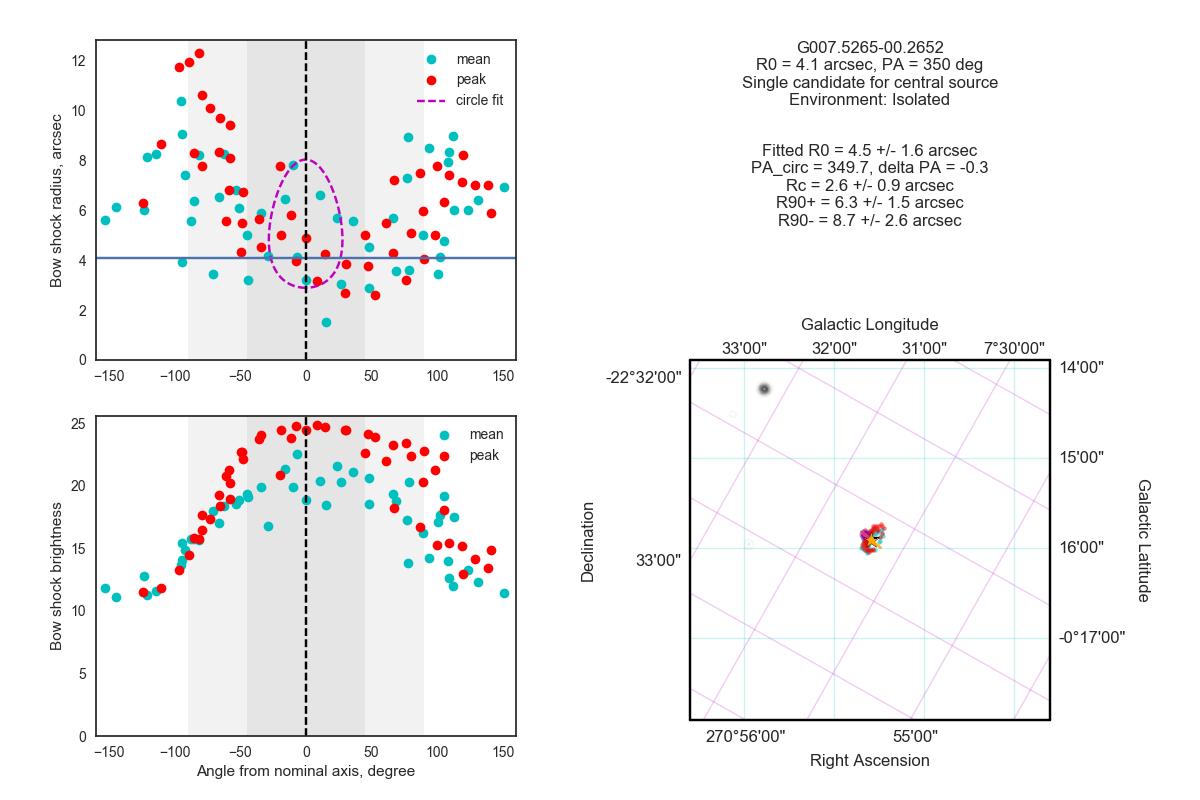 G007.5265-00.2652
R0 = 4.1 arcsec, PA = 350 deg
Single candidate for central source
Environment: Isolated
Fitted R0 = 4.5 +/- 1.6 arcsec
PA_circ = 349.7, delta PA = -0.3
Rc = 2.6 +/- 0.9 arcsec
R90+ = 6.3 +/- 1.5 arcsec
R90- = 8.7 +/- 2.6 arcsec
Bow shock radius, arcsec
12
10
8
6
4
2
0
−150 −100 −50 0 50 100 150
mean
peak
circle fit
Bow shock brightness
25
20
15
10
5
0
−150 −100 −50 0 50 100 150
Angle from nominal axis, degree
mean
peak
Galactic Longitude
33'00" 32'00" 31'00" 7°30'00"
-22°32'00"
33'00"
Declination
14'00"
15'00"
16'00"
-0°17'00"
Galactic Latitude
270°56'00" 55'00"
Right Ascension